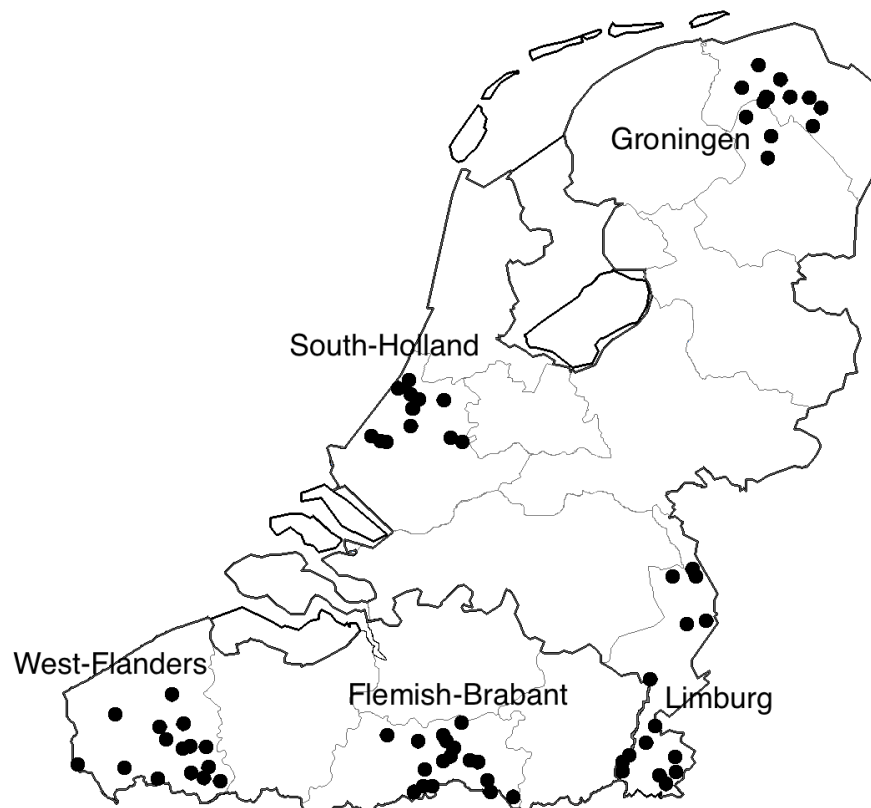 Groningen
South-Holland
West-Flanders
Flemish-Brabant
Limburg